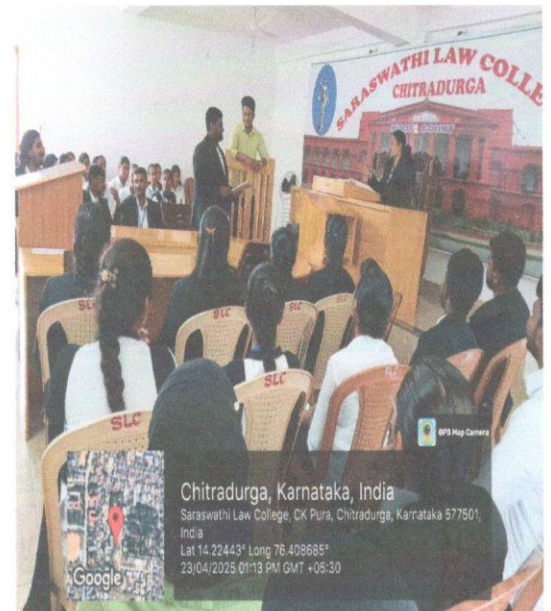 SARASWATHI LAW COLLE
CHITRADURGA
SLC
SLC
SLC
SLC
GPS Map Camera
Chitradurga, Karnataka, India
Saraswathi Law College, CK Pura, Chitradurga, Karnataka 577501,
India
Lat 14.22443° Long 76.408685°
23/04/2025 01:13 PM GMT +05:30
Google